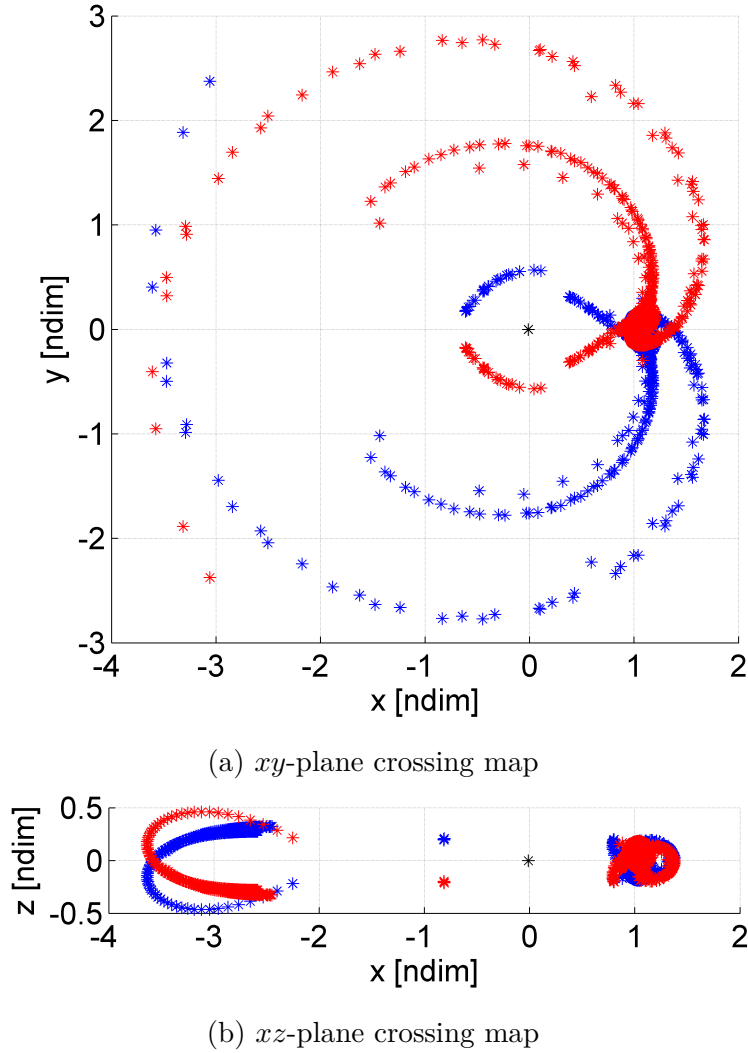 3
2
1
0
-1
-2
-3
y [ndim]
-4 -3 -2 -1 0 1 2
x [ndim]
(a) xy-plane crossing map
0.5
0
-0.5
z [ndim]
-4 -3 -2 -1 0 1 2
x [ndim]
(b) xz-plane crossing map